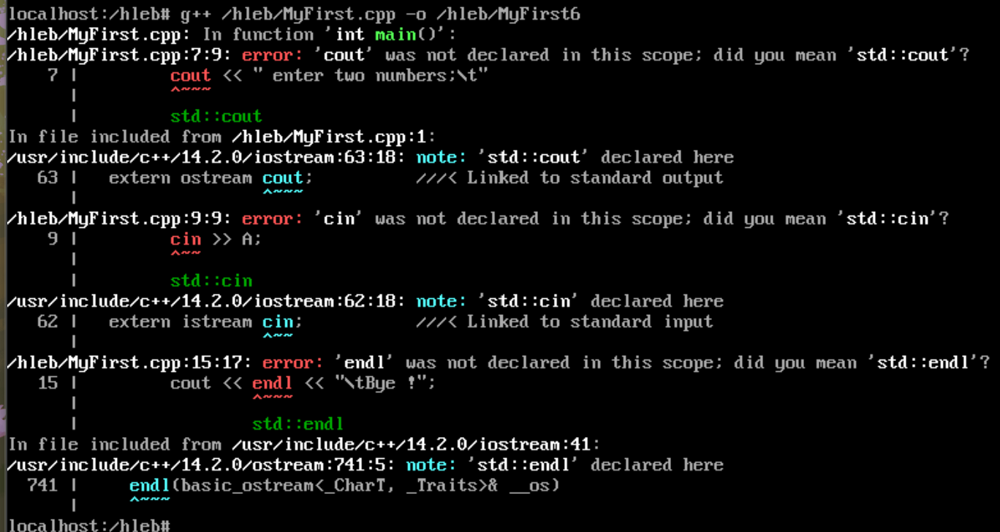 localhost:/hleb# g++ /hleb/MyFirst.cpp -o /hleb/MyFirst6
/hleb/MyFirst.cpp: In function 'int main()':
/hleb/MyFirst.cpp:7:9: error: 'cout' was not declared in this scope; did you mean 'std::cout'?
    7 |         cout << " enter two numbers;\t"
      |         ^~~~
      |         std::cout
In file included from /hleb/MyFirst.cpp:1:
/usr/include/c++/14.2.0/iostream:63:18: note: 'std::cout' declared here
   63 |   extern ostream cout;          ///< Linked to standard output
      |                  ^~~~
/hleb/MyFirst.cpp:9:9: error: 'cin' was not declared in this scope; did you mean 'std::cin'?
    9 |         cin >> A;
      |         ^~~
      |         std::cin
/usr/include/c++/14.2.0/iostream:62:18: note: 'std::cin' declared here
   62 |   extern istream cin;           ///< Linked to standard input
      |                  ^~~
/hleb/MyFirst.cpp:15:17: error: 'endl' was not declared in this scope; did you mean 'std::endl'?
   15 |         cout << endl << "\tBye !";
      |                 ^~~~
      |                 std::endl
In file included from /usr/include/c++/14.2.0/iostream:41:
/usr/include/c++/14.2.0/ostream:741:5: note: 'std::endl' declared here
  741 |     endl(basic_ostream<_CharT, _Traits>& __os)
      |     ^~~~
localhost:/hleb#